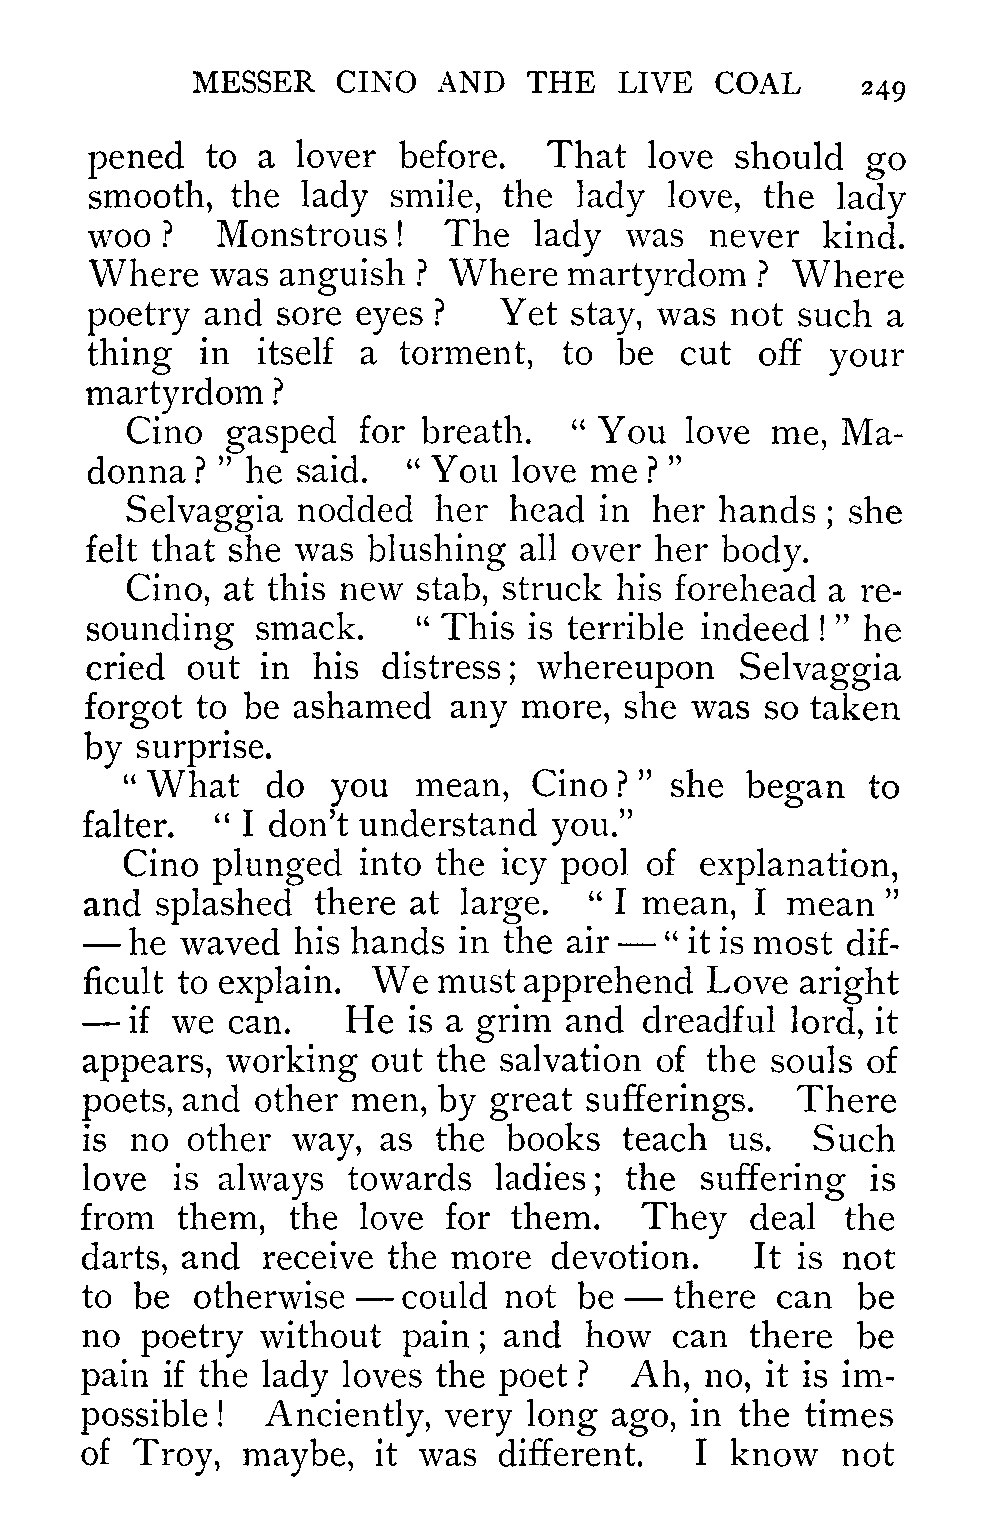 MESSER CINO AND THE LIVE COAL 249
pened to a lover before. That love should go
smooth, the lady smile, the lady love, the lady
woo ? Monstrous ! The lady was never kind.
Where was anguish ? Where martyrdom ? Where
poetry and sore eyes ? Yet stay, was not such a
thing in itself a torment, to be cut off your
martyrdom ?
Cino gasped for breath. “ You love me, Ma-
donna ? ” he said. “ You love me ? ”
Selvaggia nodded her head in her hands ; she
felt that she was blushing all over her body.
Cino, at this new stab, struck his forehead a re-
sounding smack. “ This is terrible indeed ! ” he
cried out in his distress ; whereupon Selvaggia
forgot to be ashamed any more, she was so taken
by surprise.
“ What do you mean, Cino ? ” she began to
falter. “ I don’t understand you.”
Cino plunged into the icy pool of explanation,
and splashed there at large. “ I mean, I mean ”
— he waved his hands in the air — “ it is most dif-
ficult to explain. We must apprehend Love aright
— if we can. He is a grim and dreadful lord, it
appears, working out the salvation of the souls of
poets, and other men, by great sufferings. There
is no other way, as the books teach us. Such
love is always towards ladies ; the suffering is
from them, the love for them. They deal the
darts, and receive the more devotion. It is not
to be otherwise — could not be — there can be
no poetry without pain ; and how can there be
pain if the lady loves the poet ? Ah, no, it is im-
possible ! Anciently, very long ago, in the times
of Troy, maybe, it was different. I know not